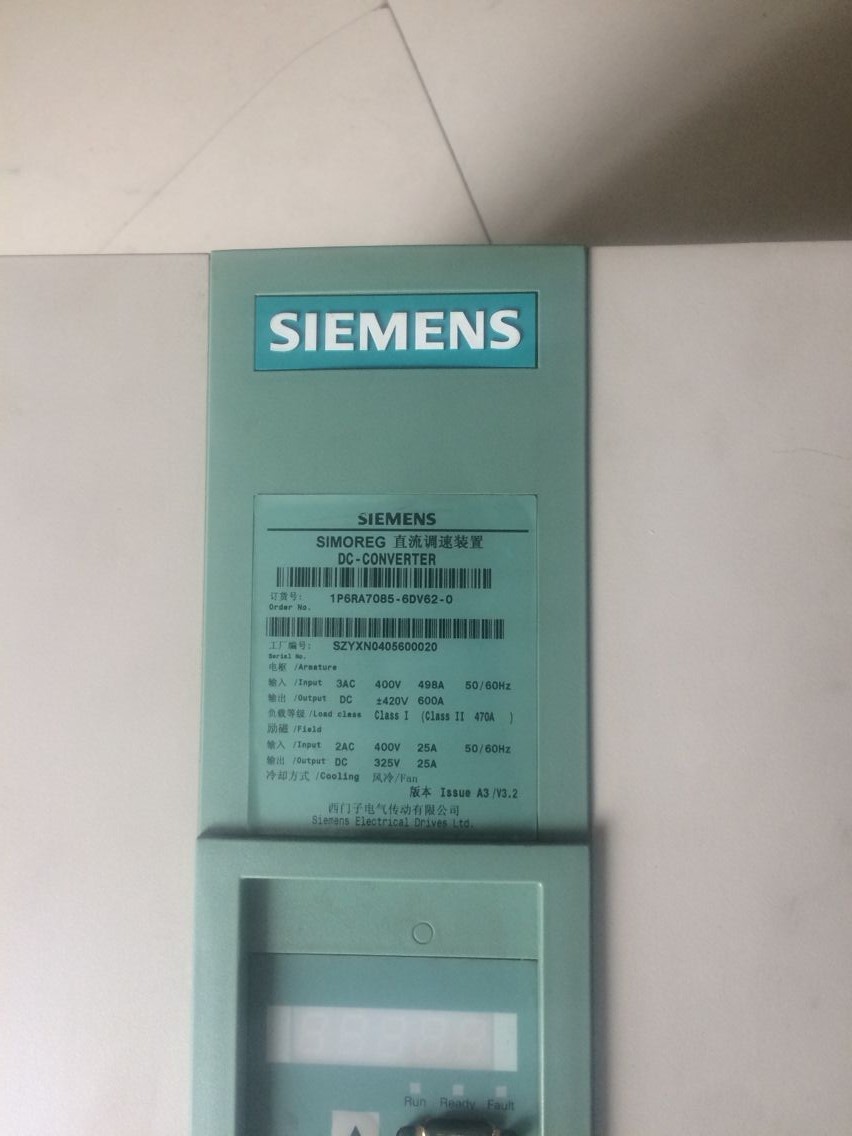 SIEMENS
SIEMENS
SIMOREG 直流调速装置
DC-CONVERTER
订货号: 1P6RA7085-6DV62-0
Order No.
工厂编号: SZYXN0405600020
Serial No.
电枢 /Armature
输入 /Input 3AC 400V 498A 50/60Hz
输出 /Output DC ±420V 600A
负载等级 /Load class Class I (Class II 470A )
励磁 /Field
输入 /Input 2AC 400V 25A 50/60Hz
输出 /Output DC 325V 25A
冷却方式 /Cooling 风冷/Fan
版本 Issue A3 /V3.2
西门子电气传动有限公司
Siemens Electrical Drives Ltd.
Run Ready Fault